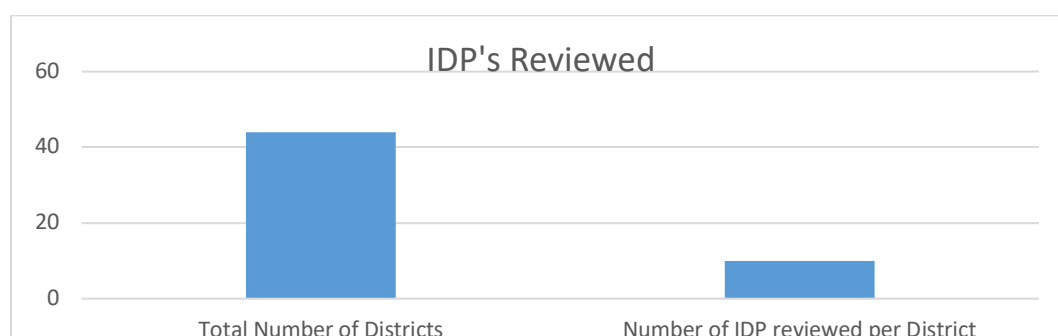 IDP's Reviewed
60
40
20
0
Total Number of Districts
Number of IDP reviewed per District